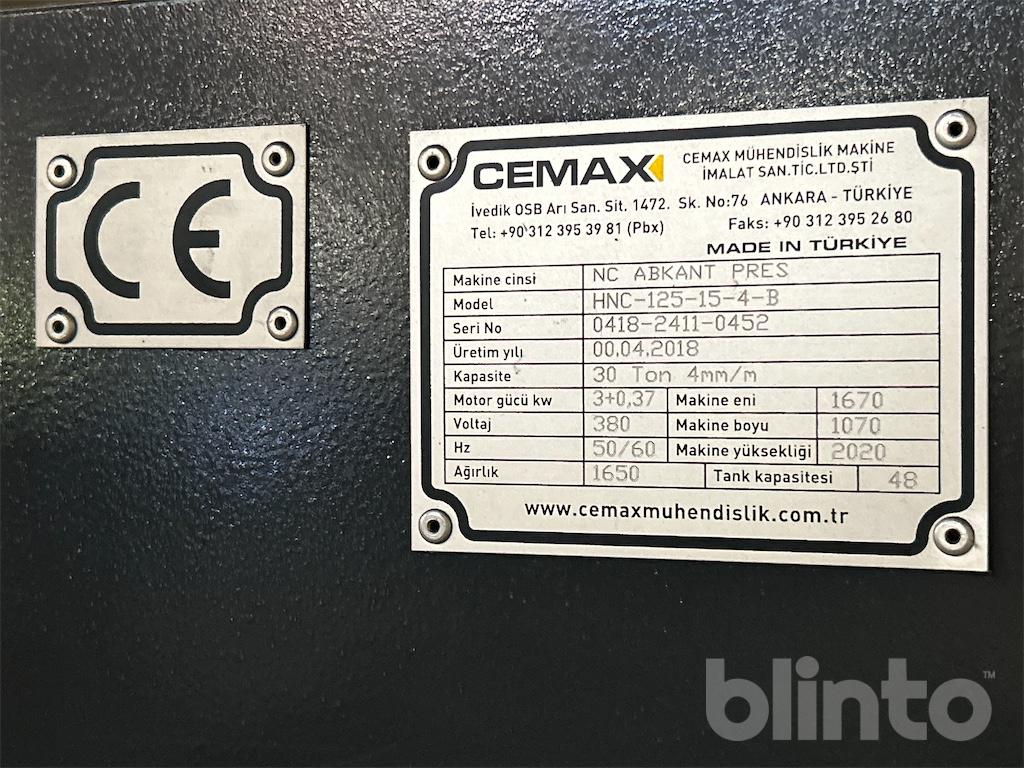 CE
CEMAX
CEMAX MÜHENDİSLİK MAKİNE
İMALAT SAN.TİC.LTD.ŞTİ
İvedik OSB Arı San. Sit. 1472. Sk. No:76 ANKARA - TÜRKİYE
Tel: +90 312 395 39 81 (Pbx) Faks: +90 312 395 26 80
MADE IN TÜRKİYE
Makine cinsi NC ABKANT PRES
Model HNC-125-15-4-B
Seri No 0418-2411-0452
Üretim yılı 00.04.2018
Kapasite 30 Ton 4mm/m
Motor gücü kw 3+0,37 Makine eni 1670
Voltaj 380 Makine boyu 1070
Hz 50/60 Makine yüksekliği 2020
Ağırlık 1650 Tank kapasitesi 48
www.cemaxmuhendislik.com.tr
blinto™